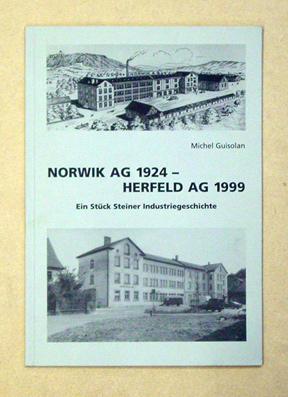 Michel Guisolan
NORWIK AG 1924 –
HERFELD AG 1999
Ein Stück Steiner Industriegeschichte